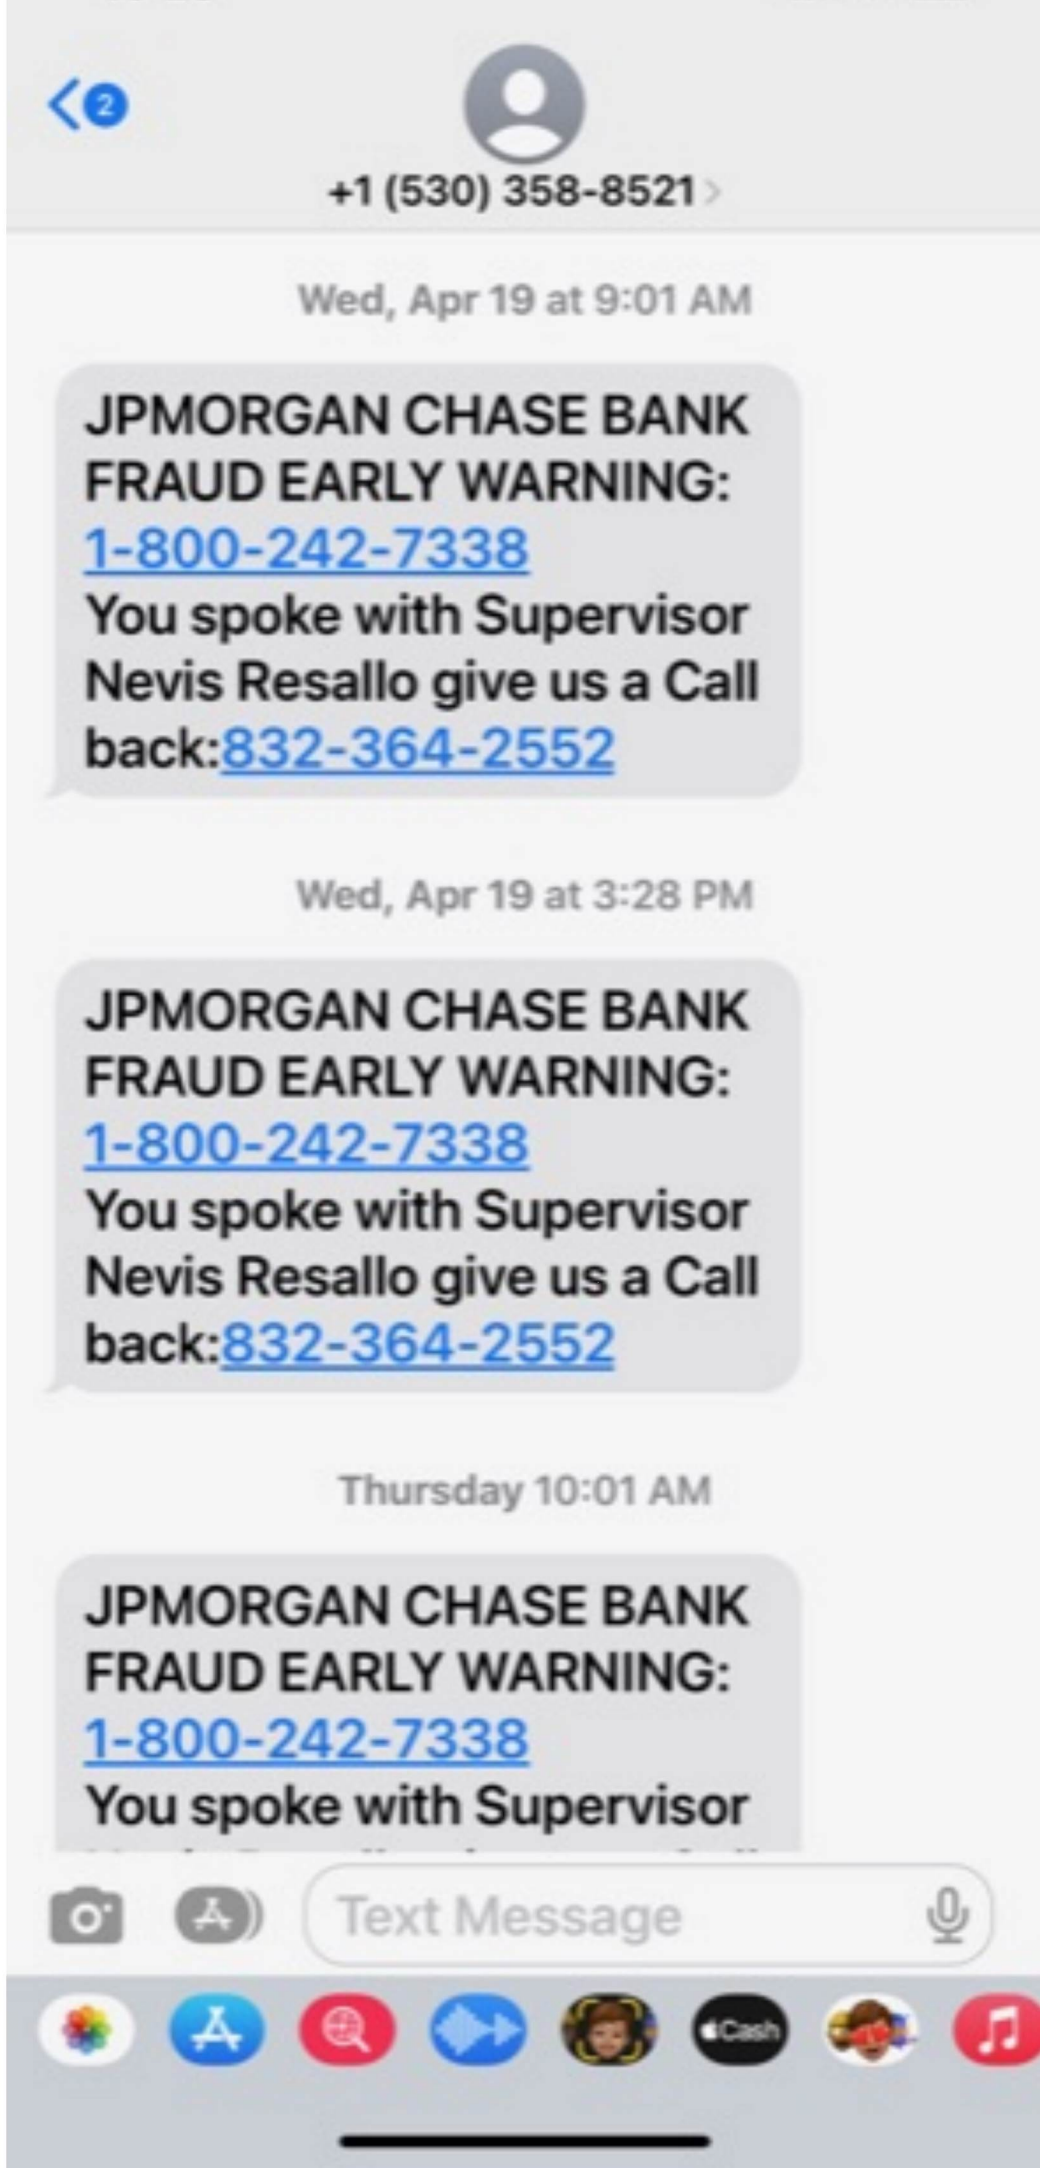 2
+1 (530) 358-8521
Wed, Apr 19 at 9:01 AM
JPMORGAN CHASE BANK
FRAUD EARLY WARNING:
1-800-242-7338
You spoke with Supervisor
Nevis Resallo give us a Call
back:832-364-2552
Wed, Apr 19 at 3:28 PM
JPMORGAN CHASE BANK
FRAUD EARLY WARNING:
1-800-242-7338
You spoke with Supervisor
Nevis Resallo give us a Call
back:832-364-2552
Thursday 10:01 AM
JPMORGAN CHASE BANK
FRAUD EARLY WARNING:
1-800-242-7338
You spoke with Supervisor
Text Message
Cash